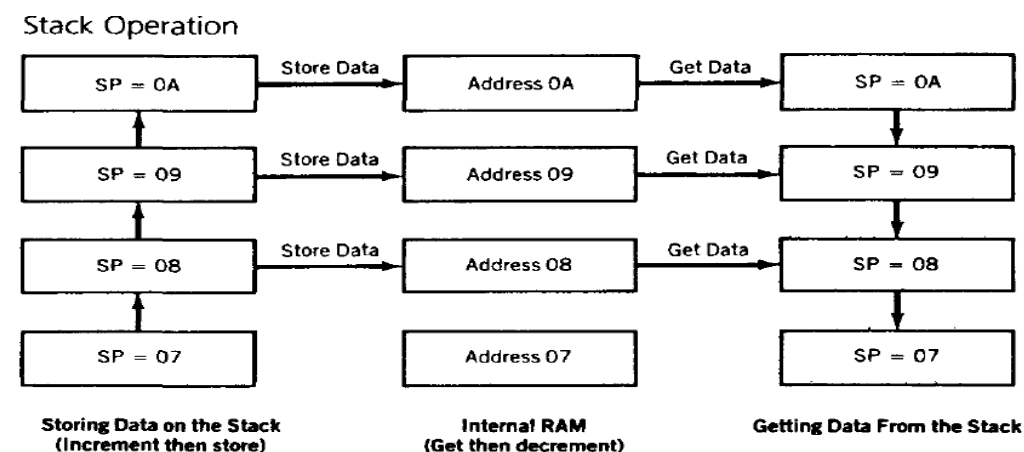 Stack Operation
SP = 0A
Store Data
Address 0A
Get Data
SP = 0A
SP = 09
Store Data
Address 09
Get Data
SP = 09
SP = 08
Store Data
Address 08
Get Data
SP = 08
SP = 07
Address 07
SP = 07
Storing Data on the Stack
(Increment then store)
Internal RAM
(Get then decrement)
Getting Data From the Stack